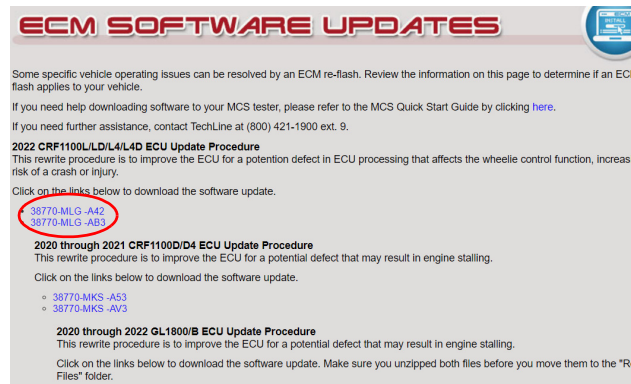 ECM SOFTWARE UPDATES
INSTALL
Some specific vehicle operating issues can be resolved by an ECM re-flash. Review the information on this page to determine if an EC
flash applies to your vehicle.
If you need help downloading software to your MCS tester, please refer to the MCS Quick Start Guide by clicking here.
If you need further assistance, contact TechLine at (800) 421-1900 ext. 9.
2022 CRF1100L/LD/L4/L4D ECU Update Procedure
This rewrite procedure is to improve the ECU for a potention defect in ECU processing that affects the wheelie control function, increas
risk of a crash or injury.
Click on the links below to download the software update.
38770-MLG -A42
38770-MLG -AB3
2020 through 2021 CRF1100D/D4 ECU Update Procedure
This rewrite procedure is to improve the ECU for a potential defect that may result in engine stalling.
Click on the links below to download the software update.
38770-MKS -A53
38770-MKS -AV3
2020 through 2022 GL1800/B ECU Update Procedure
This rewrite procedure is to improve the ECU for a potential defect that may result in engine stalling.
Click on the links below to download the software update. Make sure you unzipped both files before you move them to the "R
Files" folder.